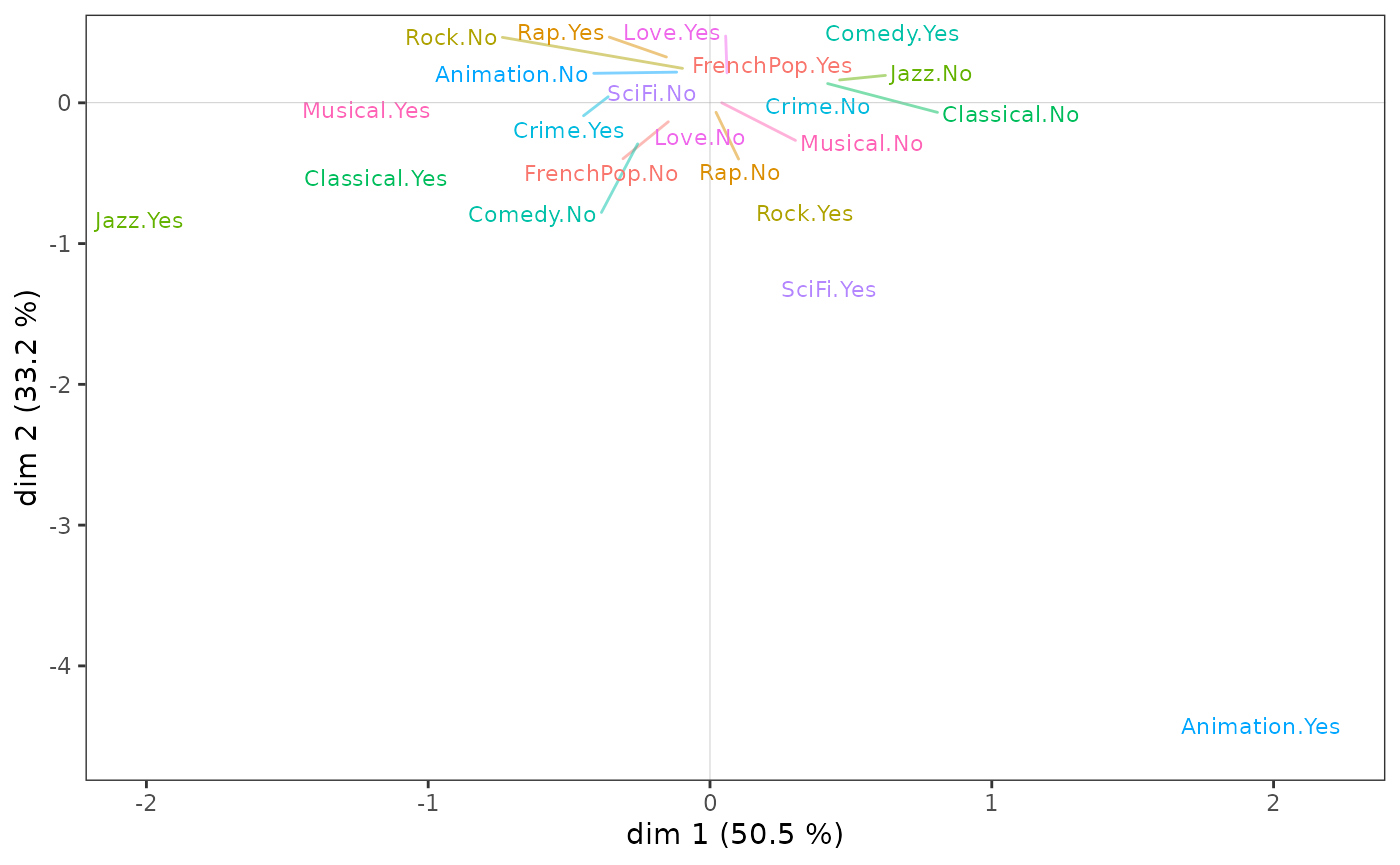 Rock.No
Rap.Yes
Love.Yes
Comedy.Yes
FrenchPop.Yes
Animation.No
Jazz.No
SciFi.No
Musical.Yes
Crime.No
Classical.No
Crime.Yes
Love.No
Musical.No
Classical.Yes
FrenchPop.No
Rap.No
Jazz.Yes
Comedy.No
Rock.Yes
SciFi.Yes
Animation.Yes
0
-1
-2
-3
-4
-2
-1
0
1
2
dim 1 (50.5 %)
dim 2 (33.2 %)